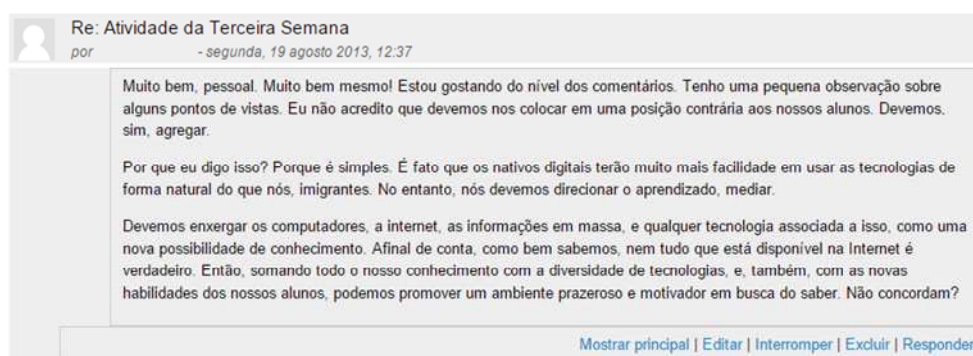 Re: Atividade da Terceira Semana
por - segunda, 19 agosto 2013, 12:37
Muito bem, pessoal. Muito bem mesmo! Estou gostando do nível dos comentários. Tenho uma pequena observação sobre
alguns pontos de vistas. Eu não acredito que devemos nos colocar em uma posição contrária aos nossos alunos. Devemos,
sim, agregar.
Por que eu digo isso? Porque é simples. É fato que os nativos digitais terão muito mais facilidade em usar as tecnologias de
forma natural do que nós, imigrantes. No entanto, nós devemos direcionar o aprendizado, mediar.
Devemos enxergar os computadores, a internet, as informações em massa, e qualquer tecnologia associada a isso, como uma
nova possibilidade de conhecimento. Afinal de conta, como bem sabemos, nem tudo que está disponível na Internet é
verdadeiro. Então, somando todo o nosso conhecimento com a diversidade de tecnologias, e, também, com as novas
habilidades dos nossos alunos, podemos promover um ambiente prazeroso e motivador em busca do saber. Não concordam?
Mostrar principal | Editar | Interromper | Excluir | Responder